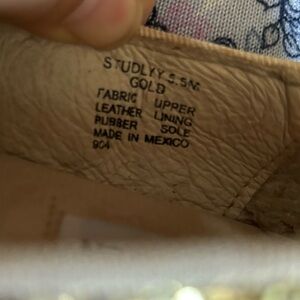 STUDLYY 5.5M
GOLD
FABRIC UPPER
LEATHER LINING
RUBBER SOLE
MADE IN MEXICO
904